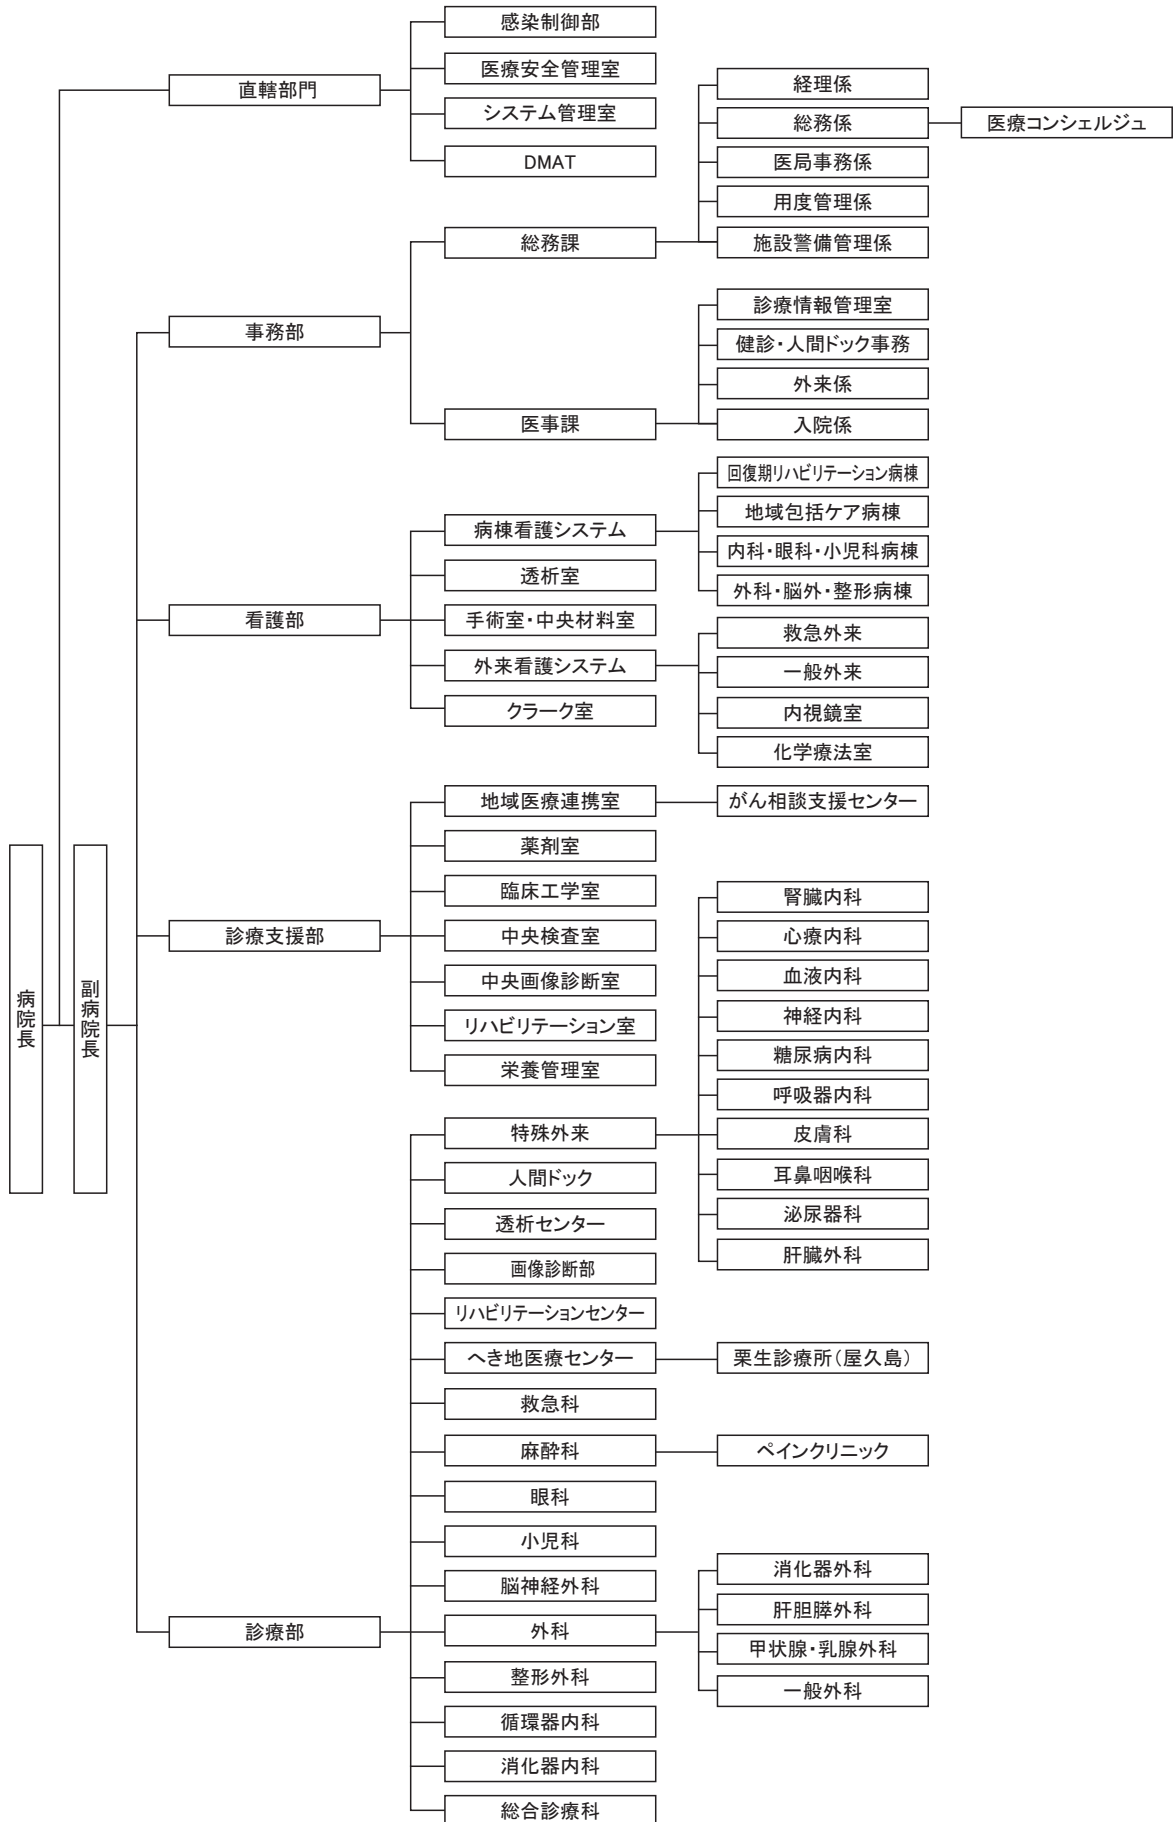 病院長
副病院長
直轄部門
感染制御部
医療安全管理室
システム管理室
DMAT
事務部
総務課
経理係
総務係
医療コンシェルジュ
医局事務係
用度管理係
施設警備管理係
医事課
診療情報管理室
健診・人間ドック事務
外来係
入院係
看護部
病棟看護システム
回復期リハビリテーション病棟
地域包括ケア病棟
内科・眼科・小児科病棟
外科・脳外・整形病棟
透析室
手術室・中央材料室
外来看護システム
救急外来
一般外来
内視鏡室
化学療法室
クラーク室
診療支援部
地域医療連携室
がん相談支援センター
薬剤室
臨床工学室
中央検査室
中央画像診断室
リハビリテーション室
栄養管理室
診療部
特殊外来
腎臓内科
心療内科
血液内科
神経内科
糖尿病内科
呼吸器内科
皮膚科
耳鼻咽喉科
泌尿器科
肝臓外科
人間ドック
透析センター
画像診断部
リハビリテーションセンター
へき地医療センター
栗生診療所(屋久島)
救急科
麻酔科
ペインクリニック
眼科
小児科
脳神経外科
外科
消化器外科
肝胆膵外科
甲状腺・乳腺外科
一般外科
整形外科
循環器内科
消化器内科
総合診療科